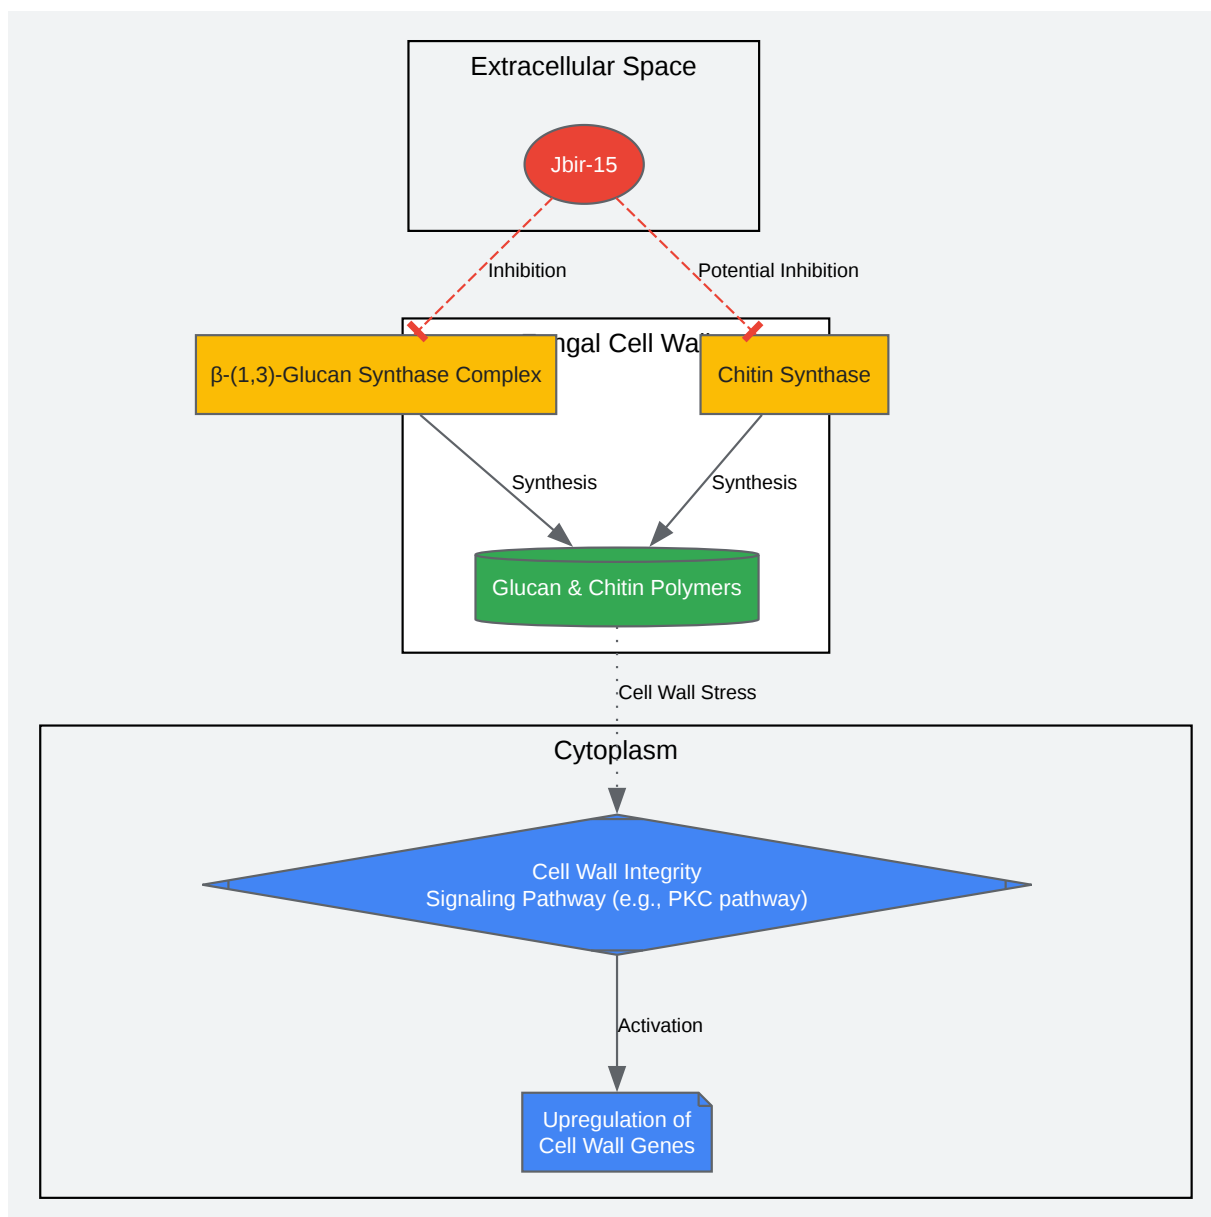 Extracellular Space
Jbir-15
Inhibition
Potential Inhibition
Cell
β-(1,3)-Glucan Synthase Complex
Chitin Synthase
Synthesis
Synthesis
Glucan & Chitin Polymers
Cell Wall Stress
Cytoplasm
Cell Wall Integrity
Signaling Pathway (e.g., PKC pathway)
Activation
Upregulation of
Cell Wall Genes